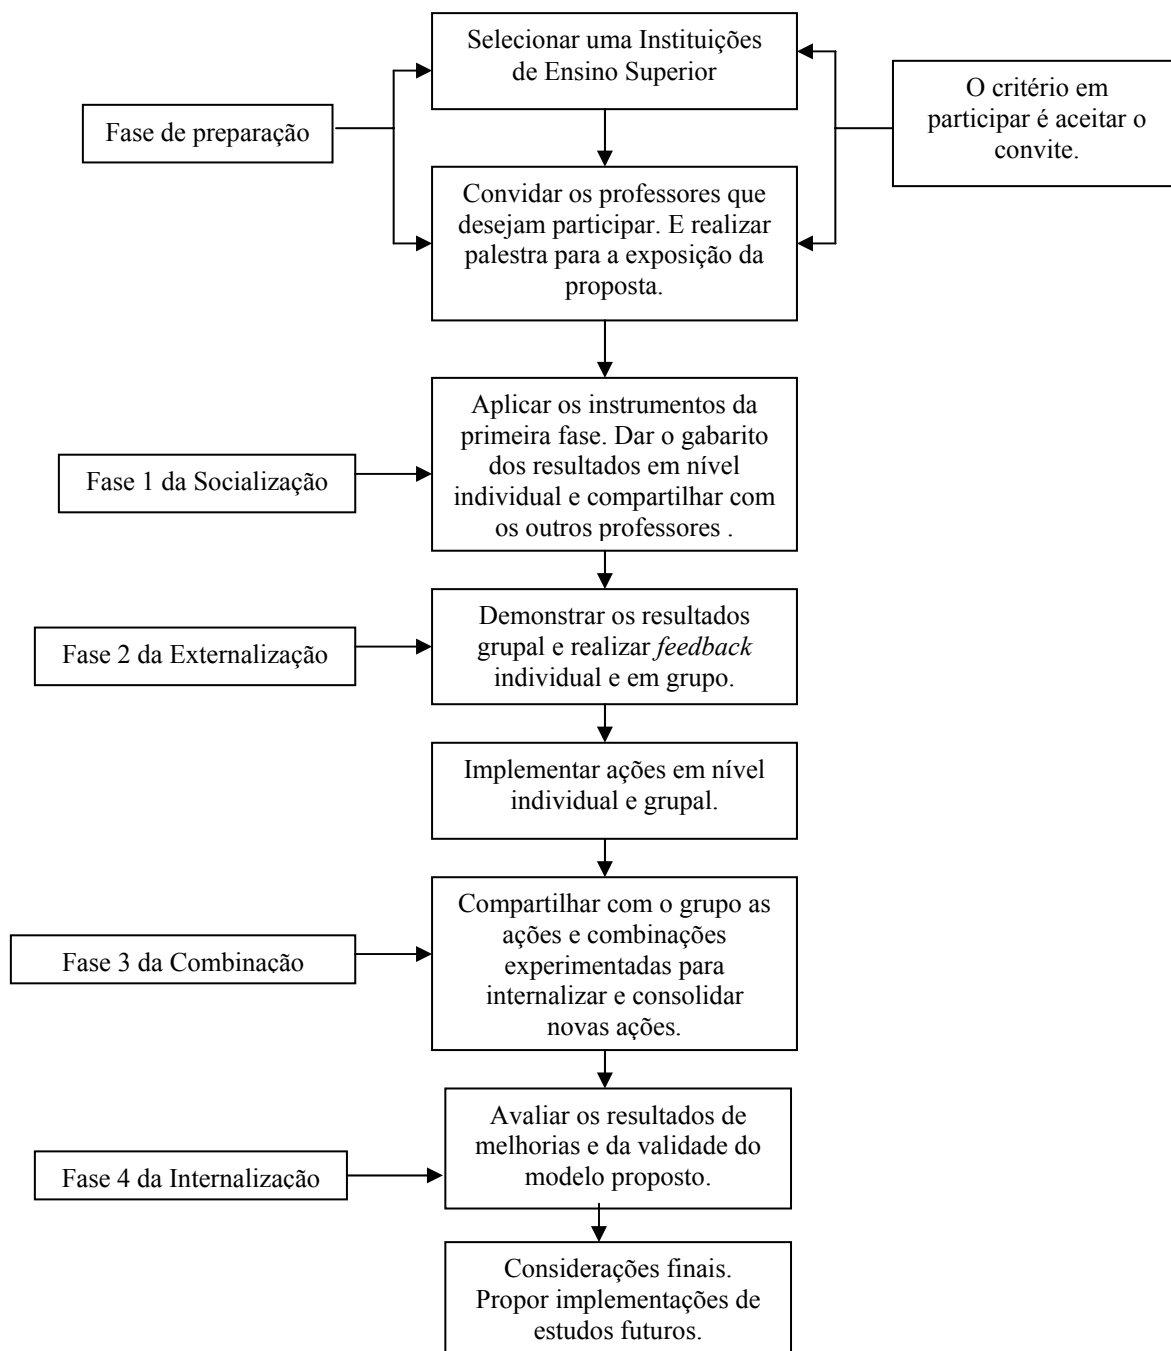 Selecionar uma Instituições
de Ensino Superior
Fase de preparação
O critério em
participar é aceitar o
convite.
Convidar os professores que
desejam participar. E realizar
palestra para a exposição da
proposta.
Aplicar os instrumentos da
primeira fase. Dar o gabarito
dos resultados em nível
individual e compartilhar com
os outros professores .
Fase 1 da Socialização
Demonstrar os resultados
grupal e realizar feedback
individual e em grupo.
Fase 2 da Externalização
Implementar ações em nível
individual e grupal.
Compartilhar com o grupo as
ações e combinações
experimentadas para
internalizar e consolidar
novas ações.
Fase 3 da Combinação
Avaliar os resultados de
melhorias e da validade do
modelo proposto.
Fase 4 da Internalização
Considerações finais.
Propor implementações de
estudos futuros.